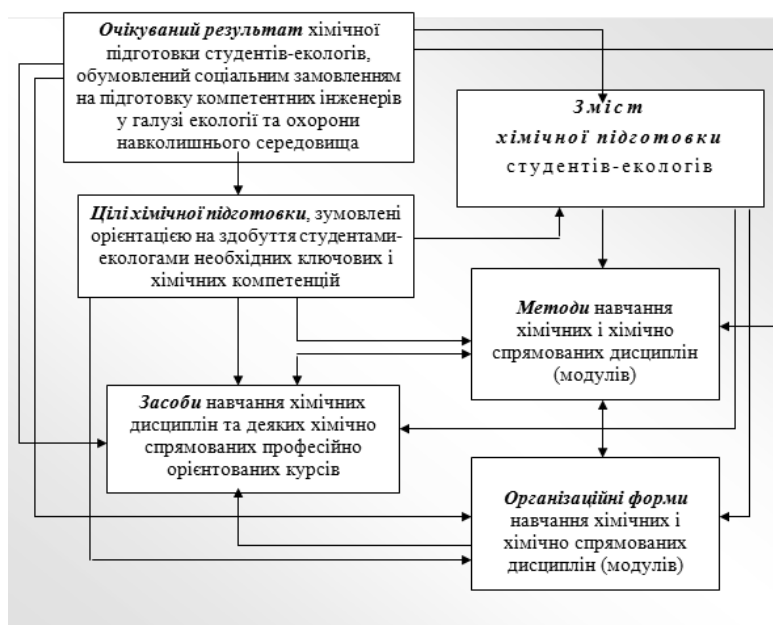 Очікуваний результат хімічної
підготовки студентів-екологів,
обумовлений соціальним замовленням
на підготовку компетентних інженерів
у галузі екології та охорони
навколишнього середовища
Зміст
хімічної підготовки
студентів-екологів
Цілі хімічної підготовки, зумовлені
орієнтацією на здобуття студентами-
екологами необхідних ключових і
хімічних компетенцій
Методи навчання
хімічних і хімічно
спрямованих дисциплін
(модулів)
Засоби навчання хімічних
дисциплін та деяких хімічно
спрямованих професійно
орієнтованих курсів
Організаційні форми
навчання хімічних і
хімічно спрямованих
дисциплін (модулів)